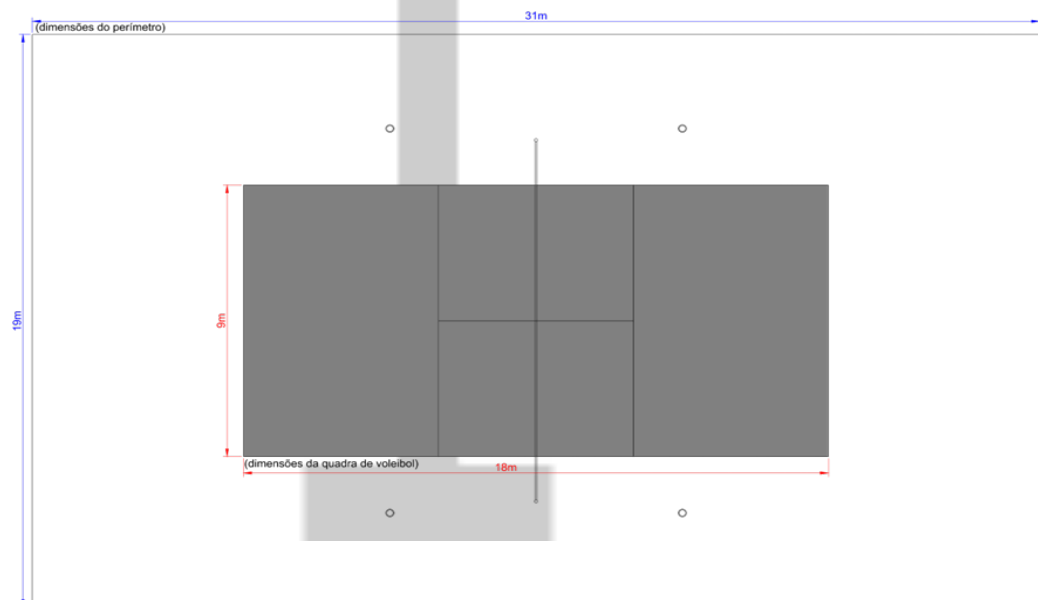 31m
(dimensões do perímetro)
19m
9m
(dimensões da quadra de voleibol)
18m